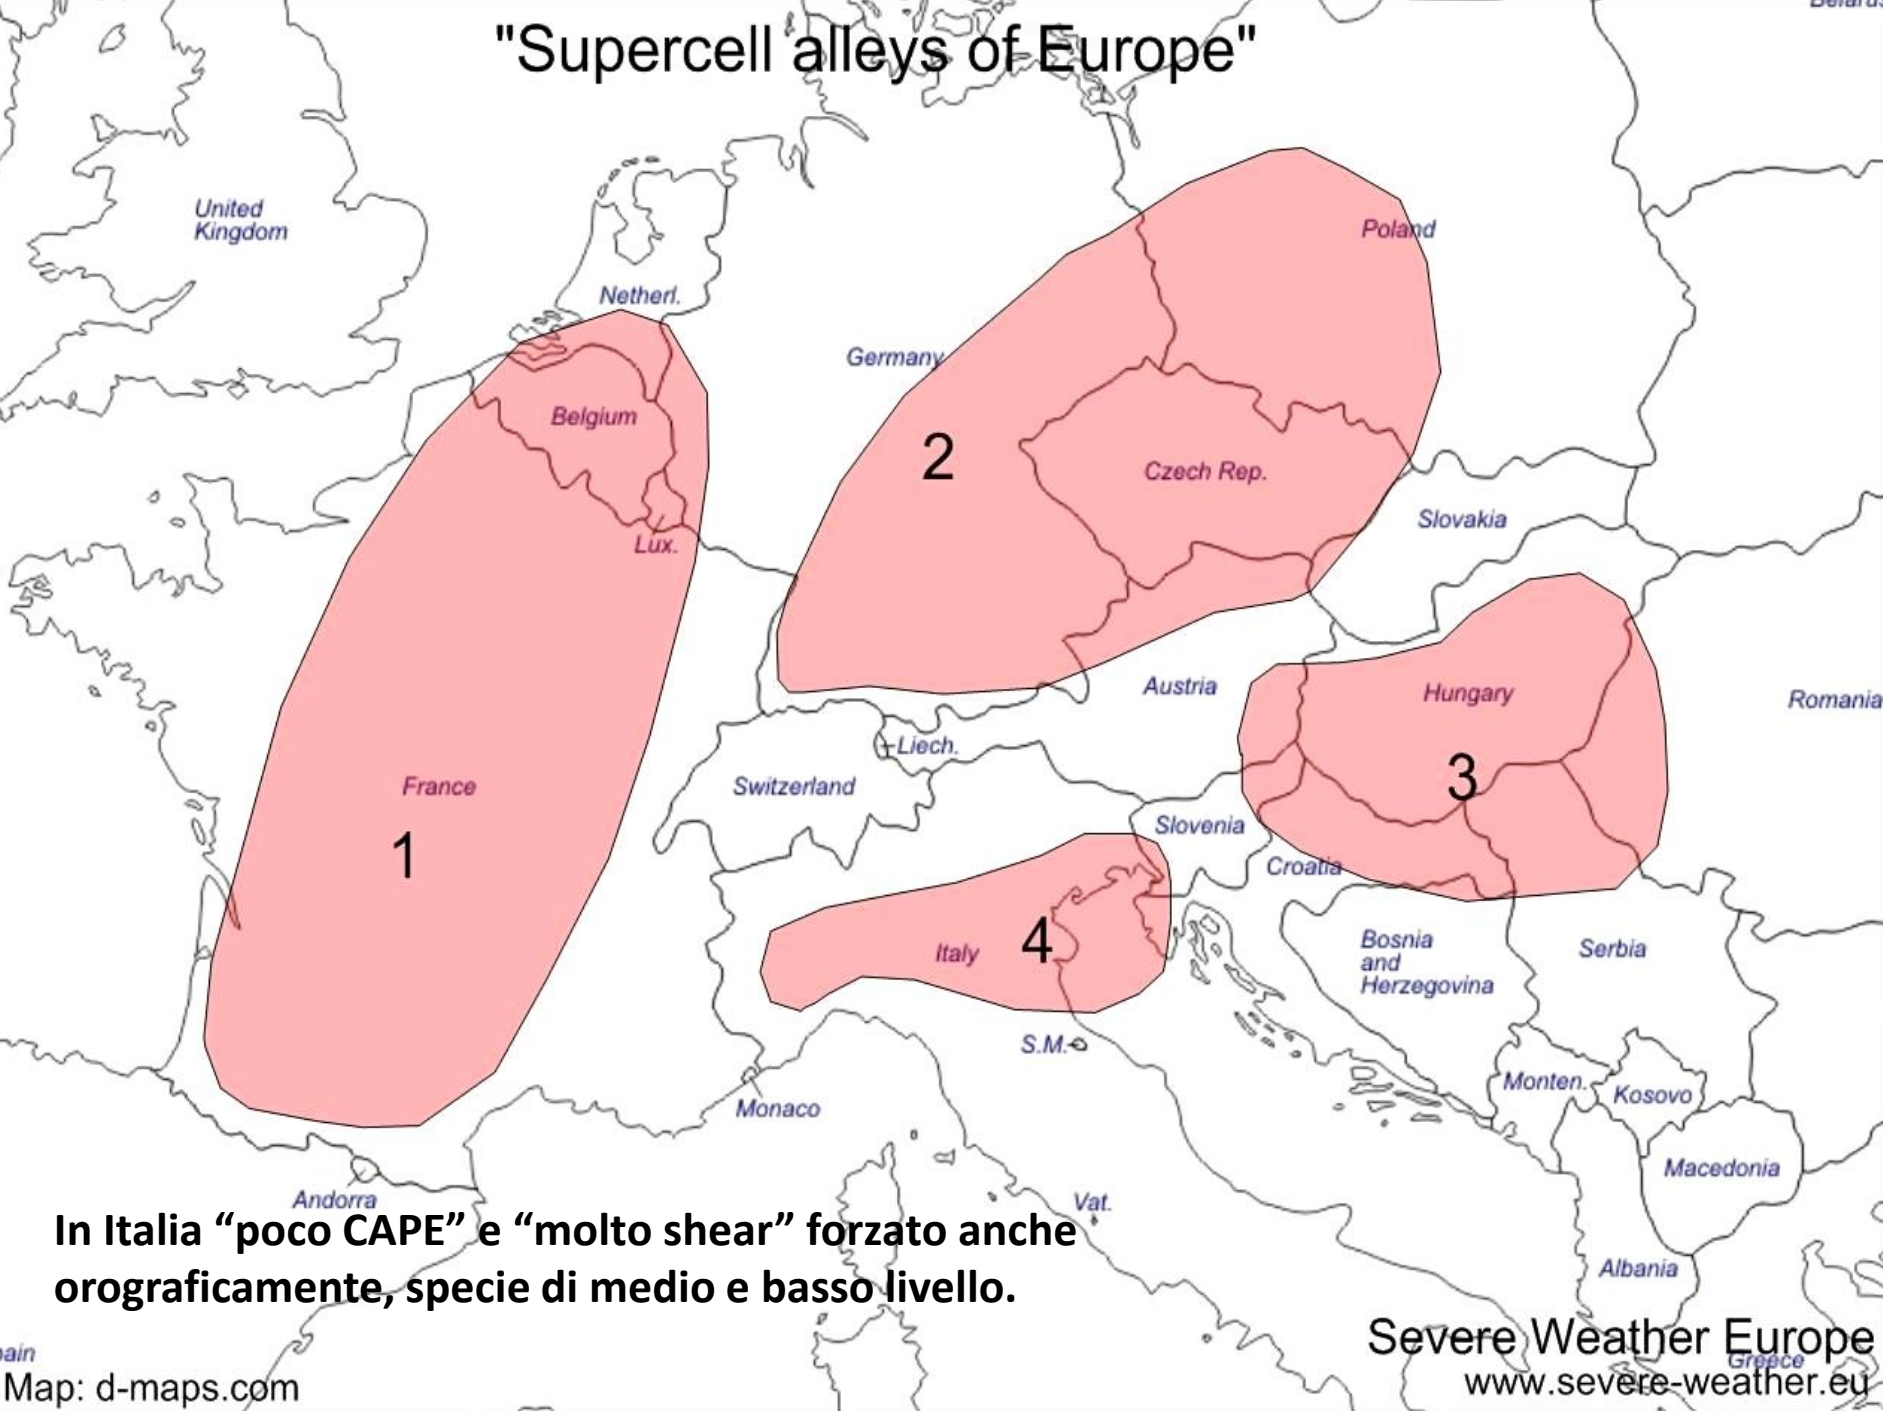 "Supercell alleys of Europe"
United
Kingdom
Netherl.
Poland
Germany
Belgium
2
Czech Rep.
Slovakia
Lux.
Austria
Hungary
Romania
Liech.
France
Switzerland
3
Slovenia
1
Croatia
Italy
4
Bosnia
and
Herzegovina
Serbia
S.M.
Monten.
Kosovo
Monaco
Macedonia
Andorra
Vat.
In Italia “poco CAPE” e “molto shear” forzato anche
orograficamente, specie di medio e basso livello.
Albania
Severe Weather Europe
Greece
www.severe-weather.eu
Map: d-maps.com